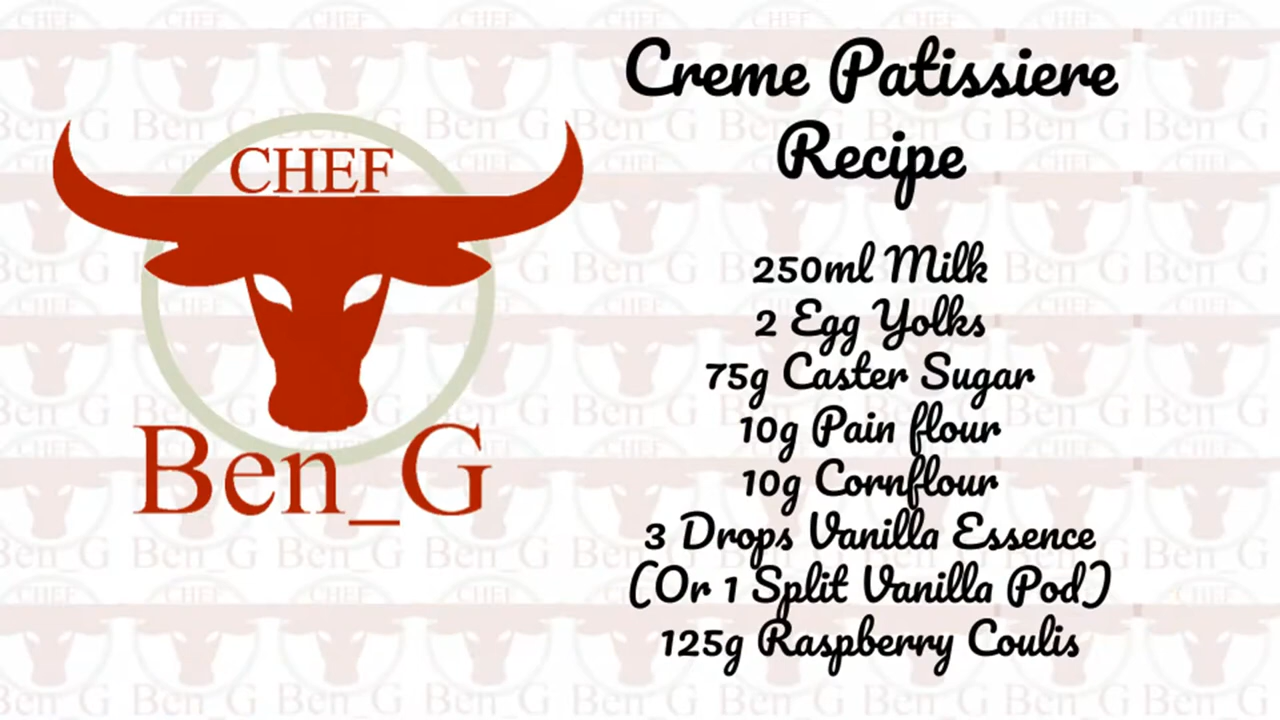 CHEF
Ben_G
Creme Patissiere
Recipe
250ml Milk
2 Egg Yolks
75g Caster Sugar
10g Pain flour
10g Cornflour
3 Drops Vanilla Essence
(Or 1 Split Vanilla Pod)
125g Raspberry Coulis